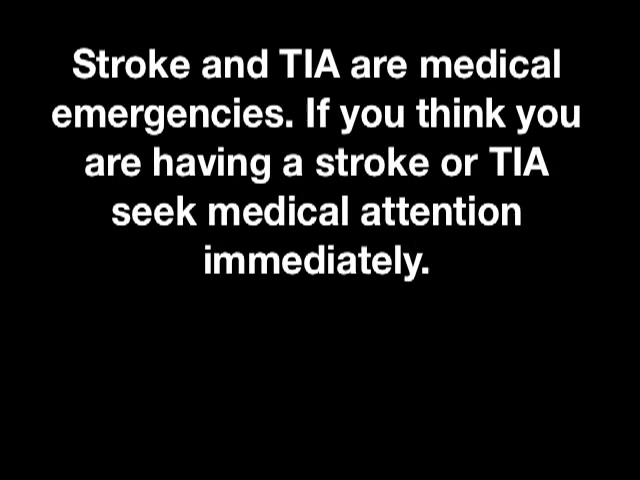 Stroke and TIA are medical
emergencies. If you think you
are having a stroke or TIA
seek medical attention
immediately.